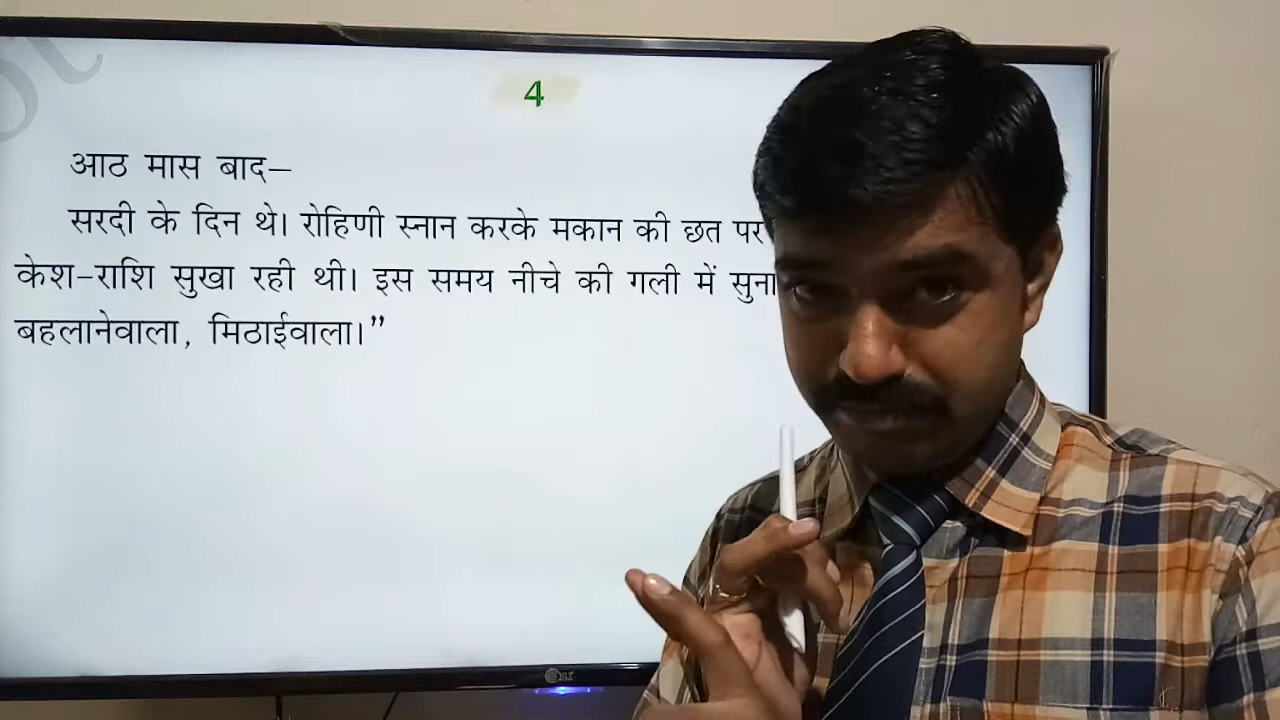 4
आठ मास बाद–
सरदी के दिन थे। रोहिणी स्नान करके मकान की छत पर
केश-राशि सुखा रही थी। इस समय नीचे की गली में
बहलानेवाला, मिठाईवाला।”